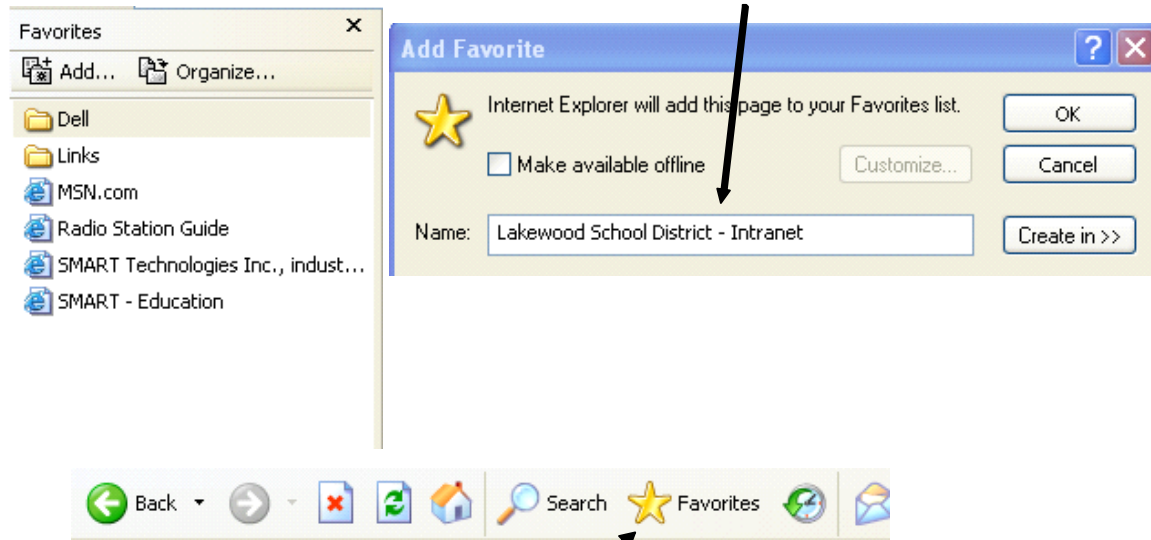 Favorites
Add... Organize...
Dell
Links
MSN.com
Radio Station Guide
SMART Technologies Inc., indust...
SMART - Education
Add Favorite
Internet Explorer will add this page to your Favorites list.
OK
Make available offline
Customize...
Cancel
Name: Lakewood School District - Intranet
Create in >>
Back Search Favorites